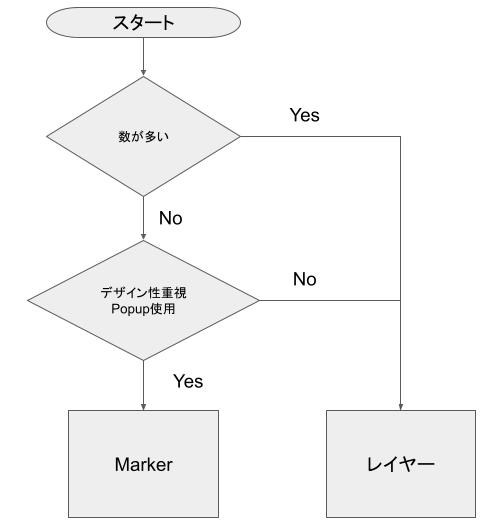 スタート
数が多い
Yes
No
デザイン性重視
Popup使用
No
Yes
Marker
レイヤー